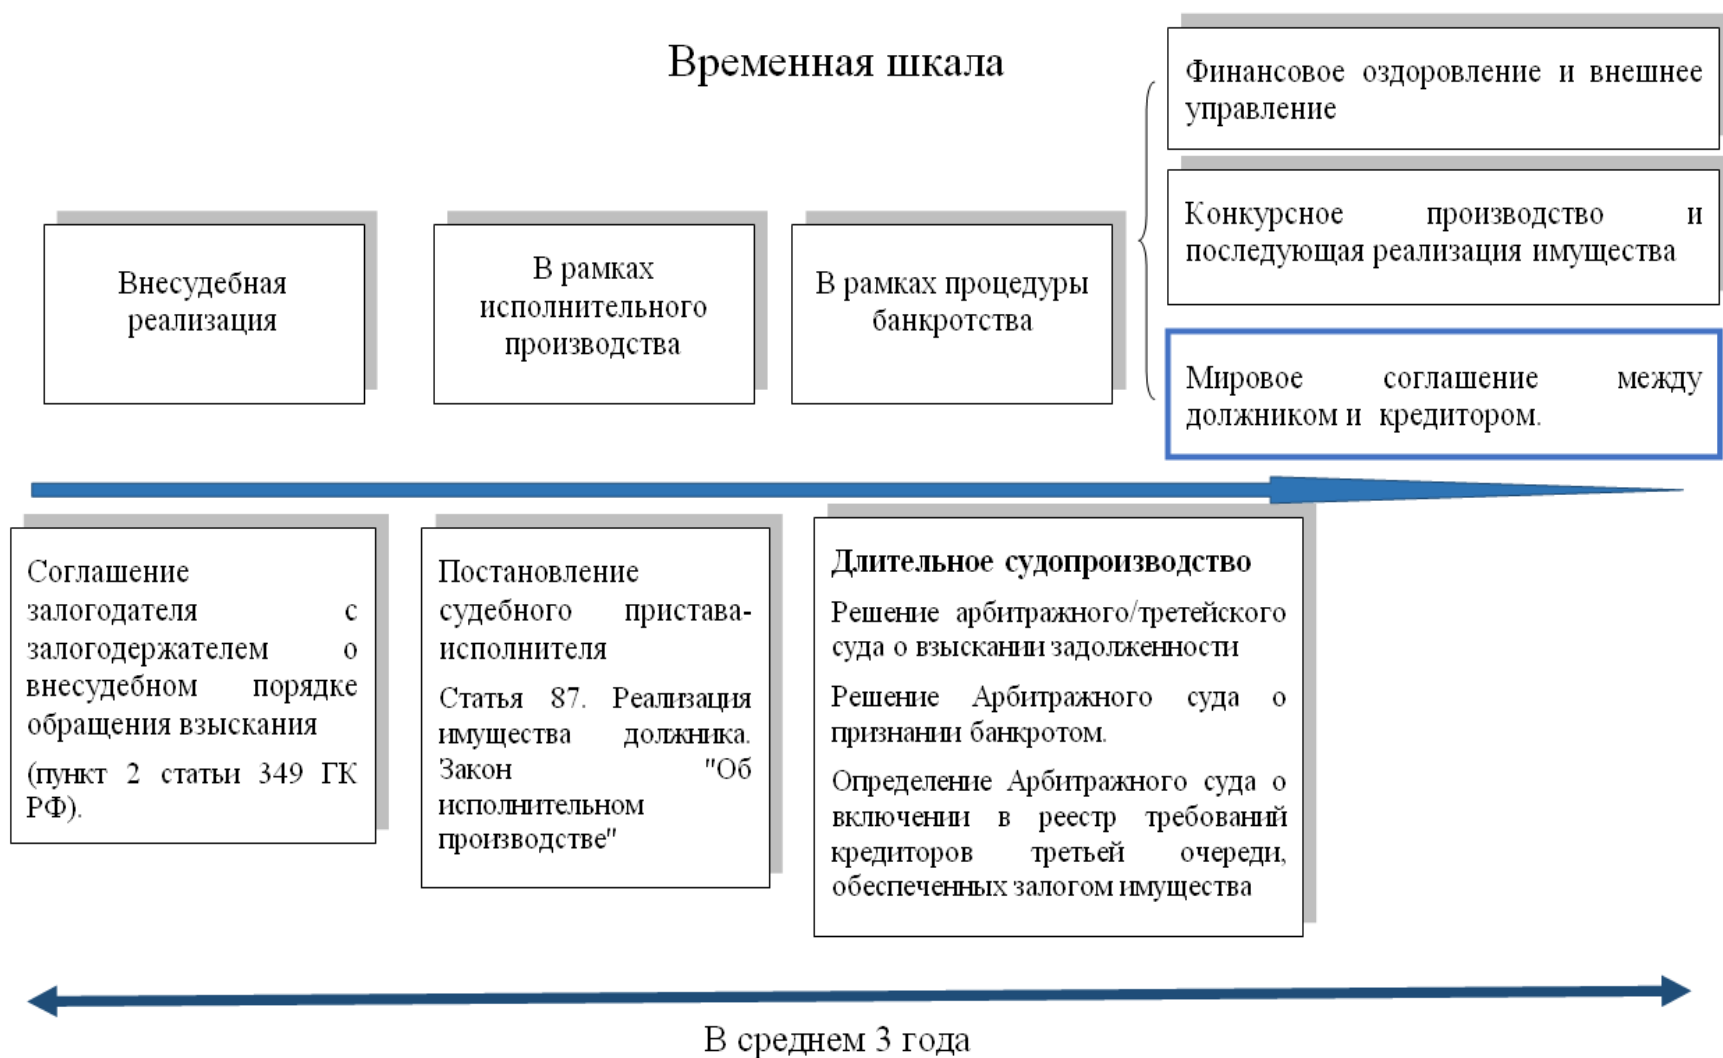 Временная шкала
Финансовое оздоровление и внешнее
управление
Конкурсное производство и
последующая реализация имущества
Мировое соглашение между
должником и кредитором.
Внесудебная
реализация
В рамках
исполнительного
производства
В рамках процедуры
банкротства
Соглашение
залогодателя с
залогодержателем о
внесудебном порядке
обращения взыскания
(пункт 2 статьи 349 ГК
РФ).
Постановление
судебного пристава-
исполнителя
Статья 87. Реализация
имущества должника.
Закон "Об
исполнительном
производстве"
Длительное судопроизводство
Решение арбитражного/третейского
суда о взыскании задолженности
Решение Арбитражного суда о
признании банкротом.
Определение Арбитражного суда о
включении в реестр требований
кредиторов третьей очереди,
обеспеченных залогом имущества
В среднем 3 года